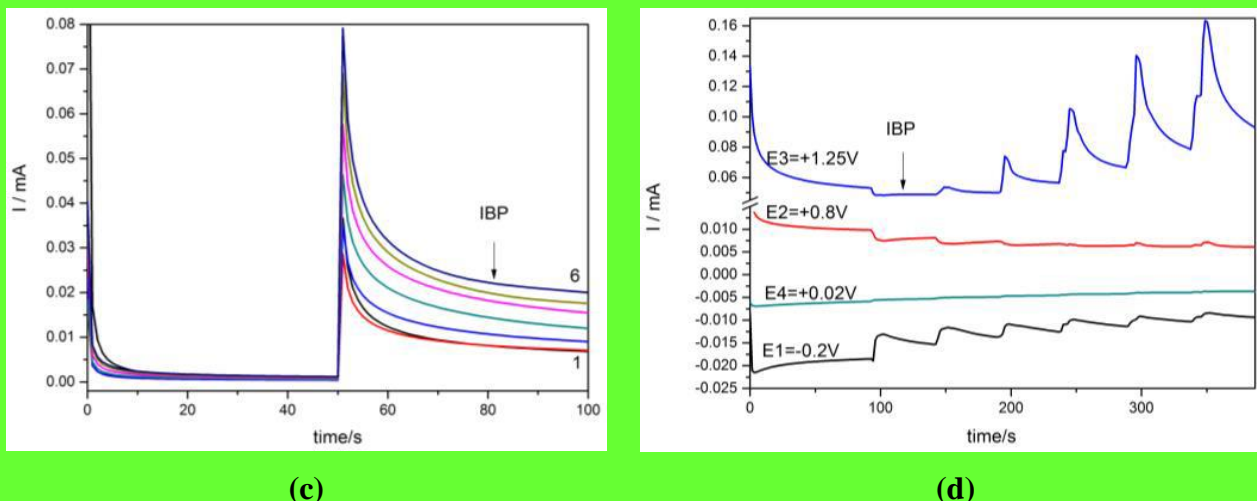 0.08
0.07
0.06
0.05
0.04
0.03
0.02
0.01
0.00
I / mA
IBP
6
1
0 20 40 60 80 100
time/s
(c)
0.16
0.14
0.12
0.10
0.08
0.06
0.010
0.005
0.000
-0.005
-0.010
-0.015
-0.020
-0.025
I / mA
IBP
E3=+1.25V
E2=+0.8V
E4=+0.02V
E1=-0.2V
0 100 200 300
time/s
(d)